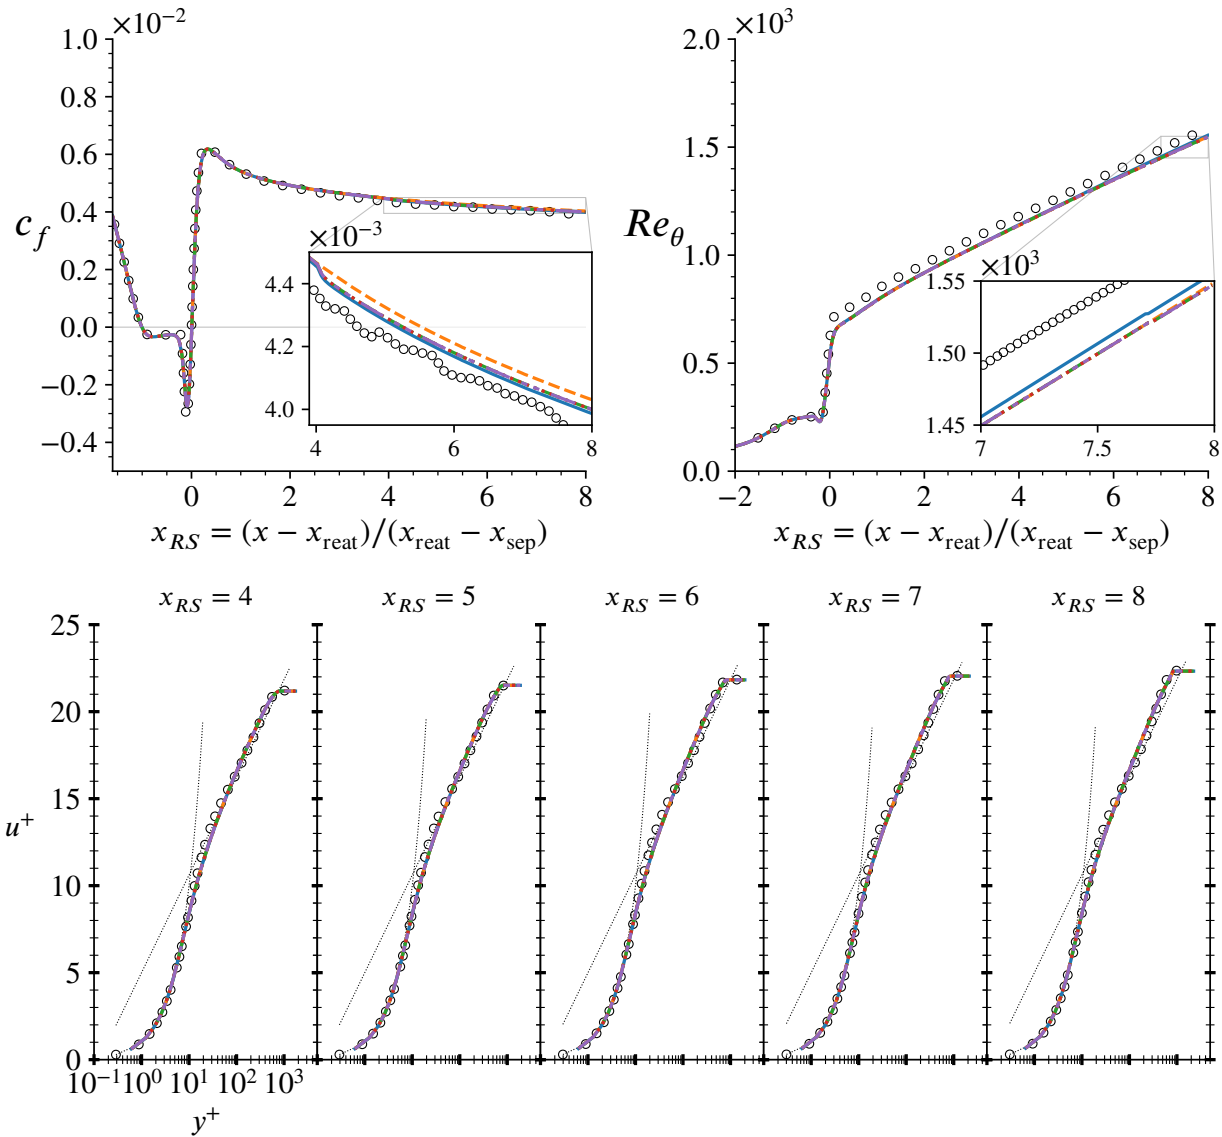 ×10⁻² ×10³
1.0 2.0
0.8
0.6 1.5
0.4
c_f ×10⁻³ Re_θ 1.0 1.55 ×10³
0.2 4.4
0.0 1.50
4.2 0.5
−0.2
4.0 1.45
−0.4 4 6 8 7 7.5 8
0.0
0 2 4 6 8 −2 0 2 4 6 8
x_RS = (x − x_reat)/(x_reat − x_sep) x_RS = (x − x_reat)/(x_reat − x_sep)
x_RS = 4 x_RS = 5 x_RS = 6 x_RS = 7 x_RS = 8
25
20
15
u⁺
10
5
0
10⁻¹ 10⁰ 10¹ 10² 10³
y⁺